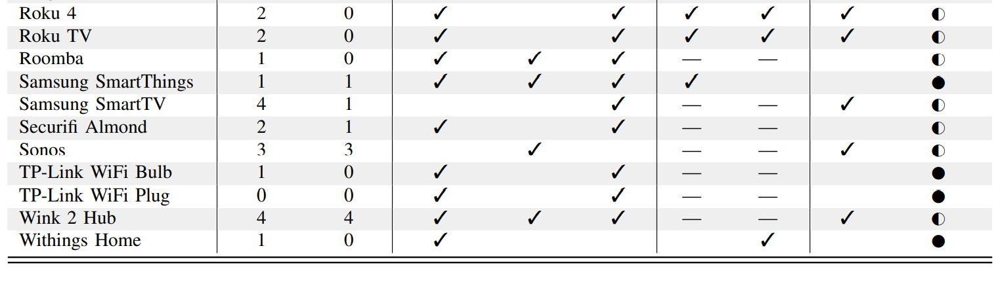 Roku 4 2 0 ✓ ✓ ✓ ✓ ✓ ◐
Roku TV 2 0 ✓ ✓ ✓ ✓ ✓ ◐
Roomba 1 0 ✓ ✓ ✓ — — ◐
Samsung SmartThings 1 1 ✓ ✓ ✓ ✓ ●
Samsung SmartTV 4 1 ✓ — — ✓ ◐
Securifi Almond 2 1 ✓ ✓ — — ◐
Sonos 3 3 ✓ — — ✓ ◐
TP-Link WiFi Bulb 1 0 ✓ ✓ — — ●
TP-Link WiFi Plug 0 0 ✓ ✓ — — ●
Wink 2 Hub 4 4 ✓ ✓ ✓ — — ✓ ◐
Withings Home 1 0 ✓ ✓ ●